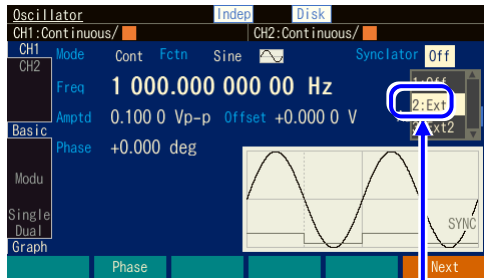 Oscillator Indep Disk
CH1:Continuous/ CH2:Continuous/
CH1 Mode Cont Fctn Sine Synclator Off
CH2
Freq 1 000.000 000 00 Hz
1:Off
2:Ext
Amptd 0.100 0 Vp-p Offset +0.000 0 V
Basic
Phase +0.000 deg
Modu
Single
Dual
SYNC
Graph
Phase Next